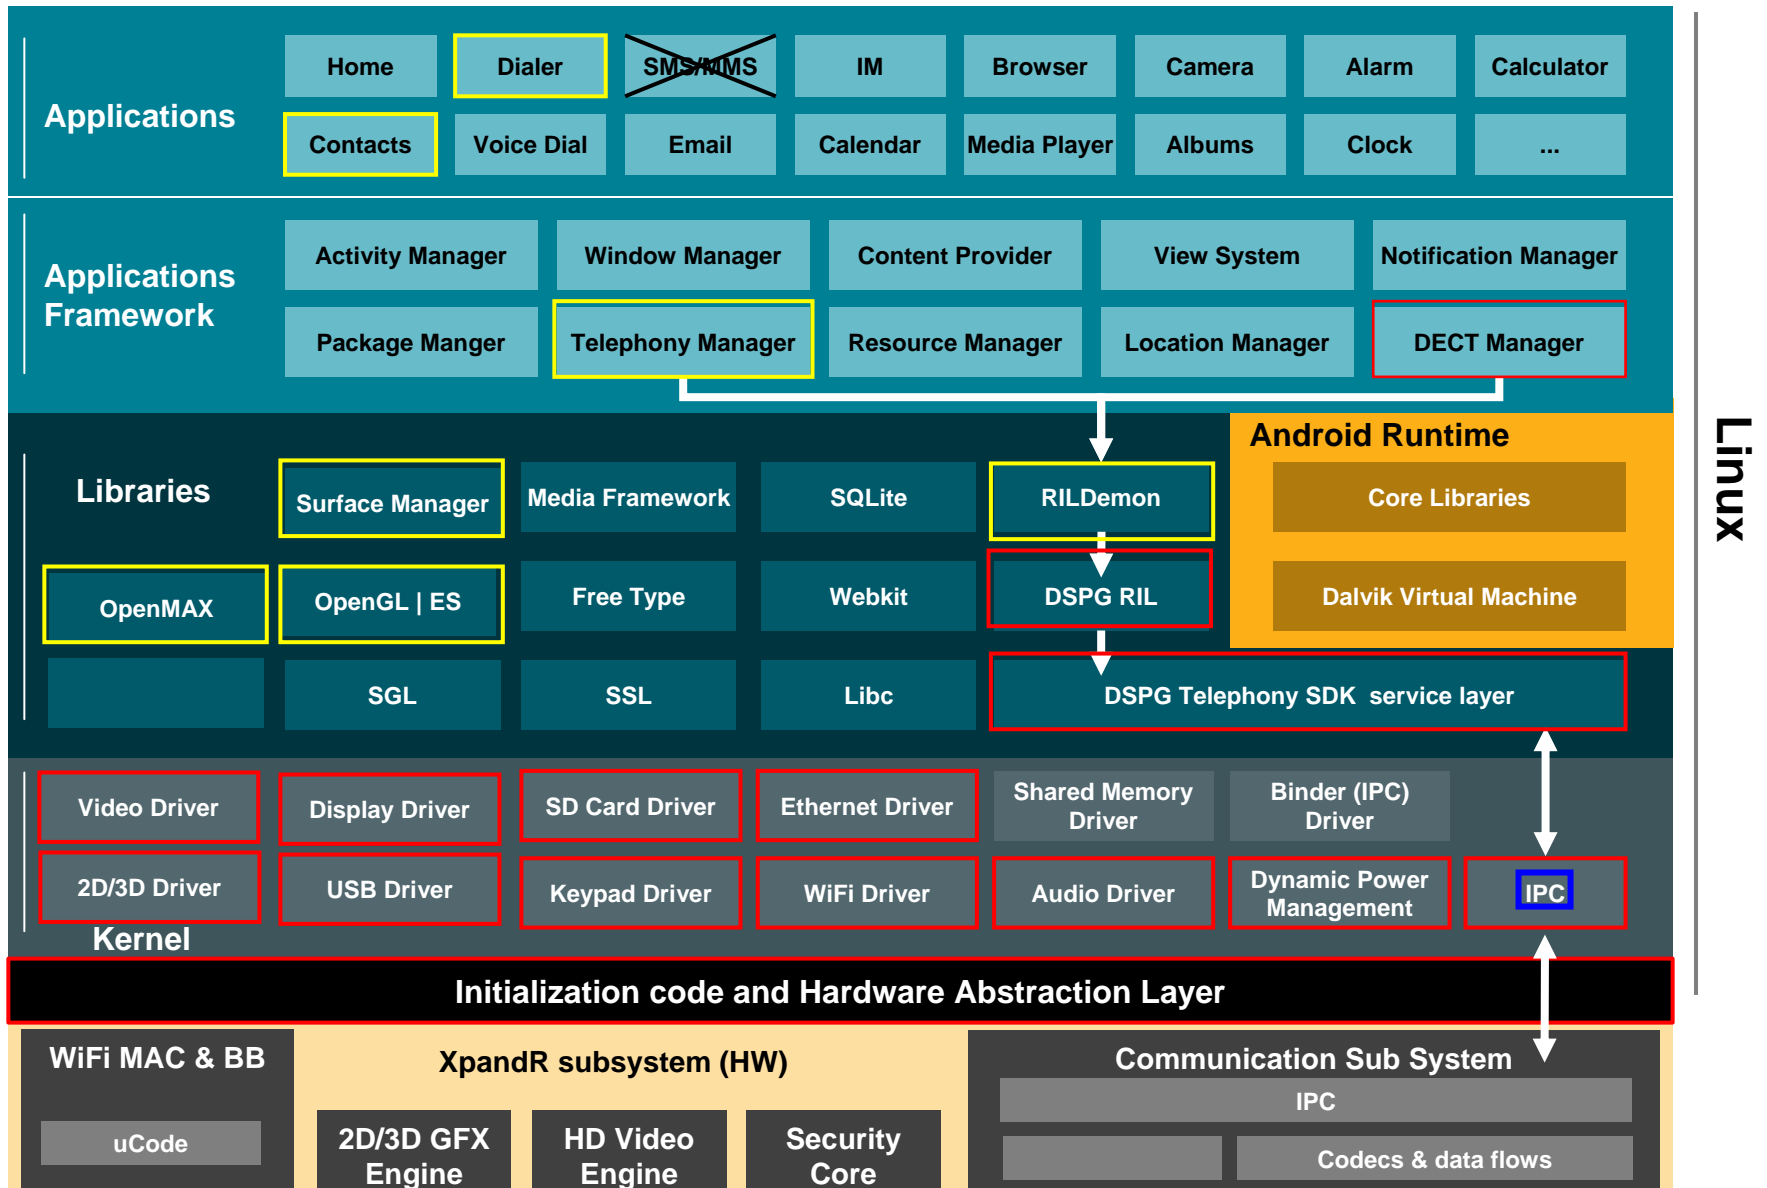 Applications
Home
Dialer
SMS/MMS
IM
Browser
Camera
Alarm
Calculator
Contacts
Voice Dial
Email
Calendar
Media Player
Albums
Clock
...
Applications
Framework
Activity Manager
Window Manager
Content Provider
View System
Notification Manager
Package Manger
Telephony Manager
Resource Manager
Location Manager
DECT Manager
Linux
Libraries
Surface Manager
Media Framework
SQLite
RILDemon
OpenMAX
OpenGL | ES
Free Type
Webkit
DSPG RIL
SGL
SSL
Libc
DSPG Telephony SDK service layer
Android Runtime
Core Libraries
Dalvik Virtual Machine
Video Driver
Display Driver
SD Card Driver
Ethernet Driver
Shared Memory
Driver
Binder (IPC)
Driver
2D/3D Driver
USB Driver
Keypad Driver
WiFi Driver
Audio Driver
Dynamic Power
Management
IPC
Kernel
Initialization code and Hardware Abstraction Layer
WiFi MAC & BB
uCode
XpandR subsystem (HW)
2D/3D GFX
Engine
HD Video
Engine
Security
Core
Communication Sub System
IPC
Codecs & data flows